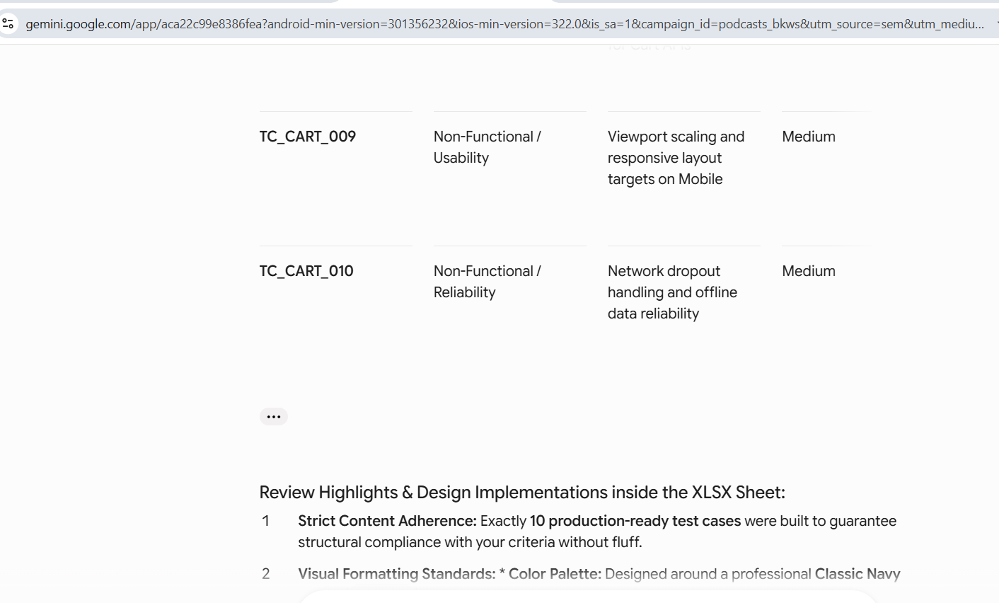 gemini.google.com/app/aca22c99e8386fea?android-min-version=301356232&ios-min-version=322.0&is_sa=1&campaign_id=podcasts_bkws&utm_source=sem&utm_mediu...
for Cart APIs
TC_CART_009
Non-Functional /
Usability
Viewport scaling and
responsive layout
targets on Mobile
Medium
TC_CART_010
Non-Functional /
Reliability
Network dropout
handling and offline
data reliability
Medium
Review Highlights & Design Implementations inside the XLSX Sheet:
1 Strict Content Adherence: Exactly 10 production-ready test cases were built to guarantee
structural compliance with your criteria without fluff.
2 Visual Formatting Standards: * Color Palette: Designed around a professional Classic Navy